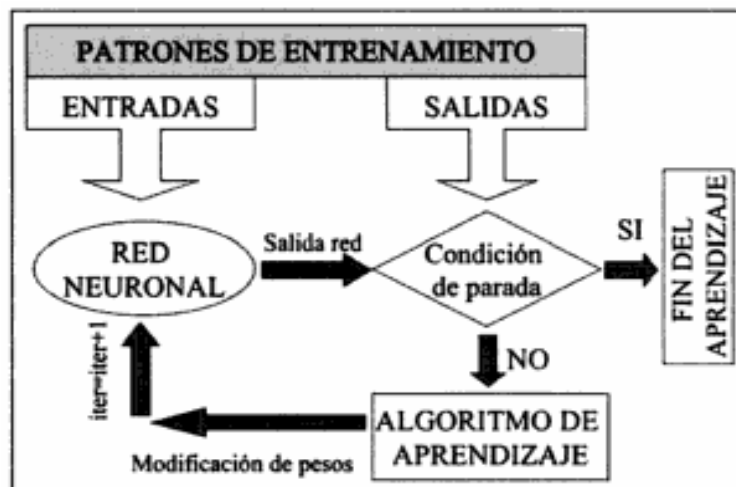 PATRONES DE ENTRENAMIENTO
ENTRADAS
SALIDAS
RED
NEURONAL
Salida red
Condición
de parada
SI
FIN DEL
APRENDIZAJE
NO
iter=iter+1
ALGORITMO DE
APRENDIZAJE
Modificación de pesos